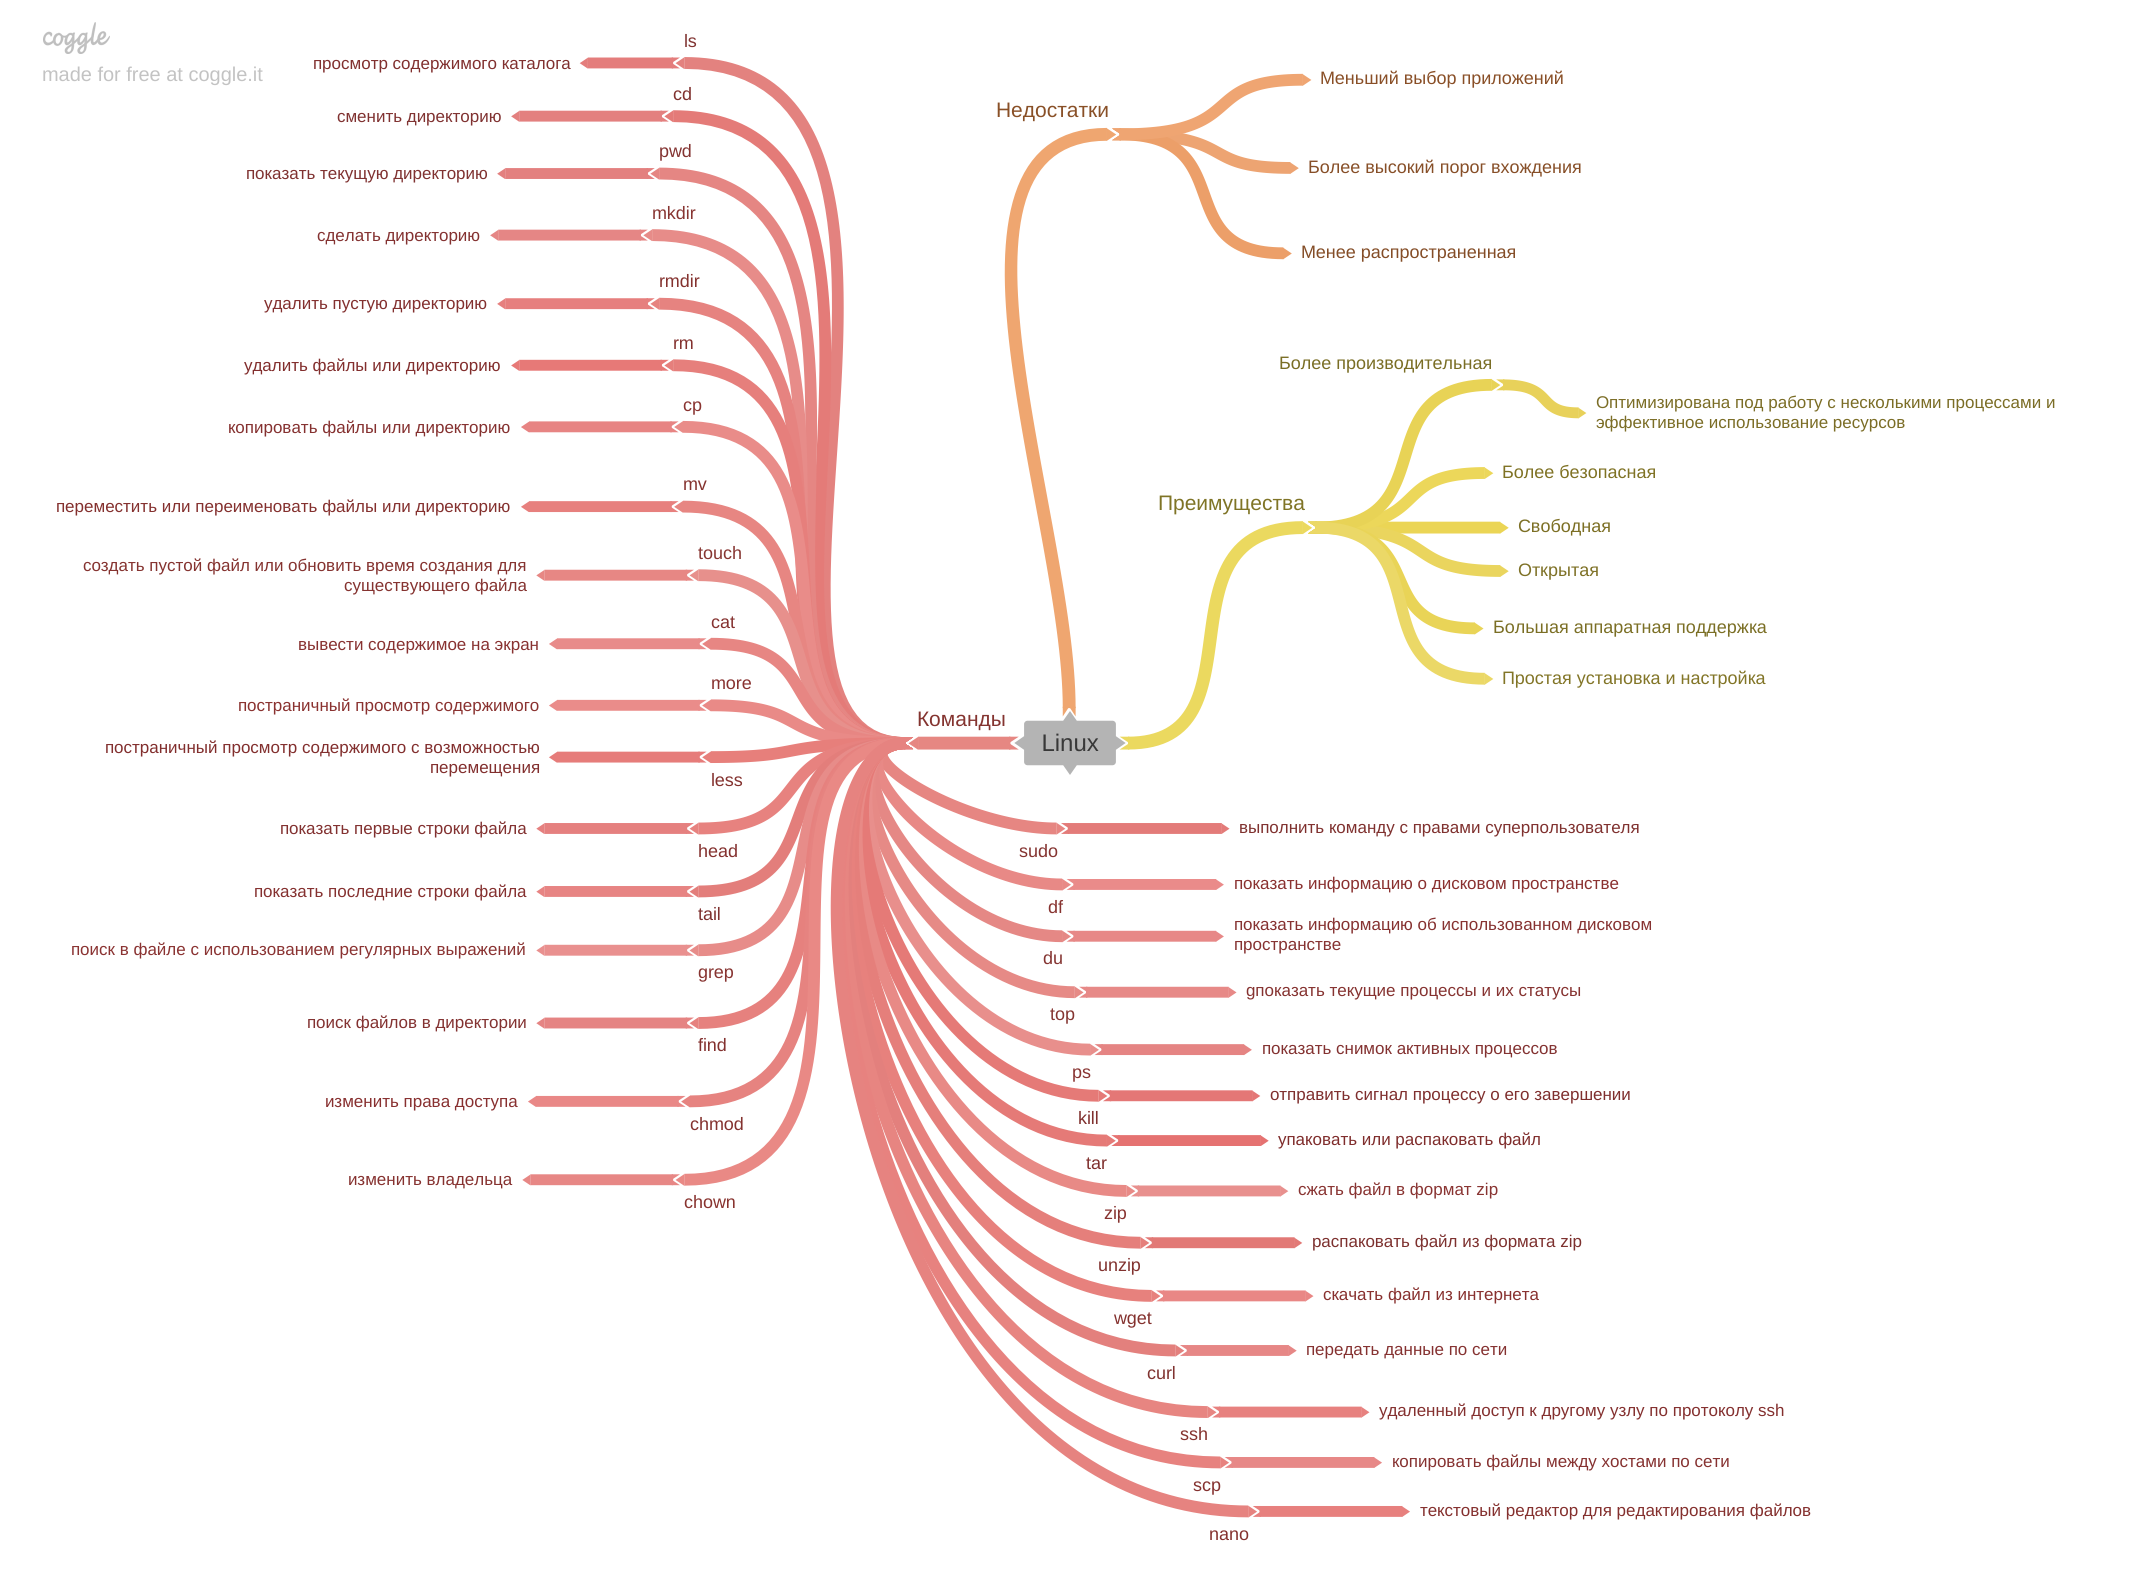 coggle
made for free at coggle.it
ls
просмотр содержимого каталога
cd
сменить директорию
pwd
показать текущую директорию
mkdir
сделать директорию
rmdir
удалить пустую директорию
rm
удалить файлы или директорию
cp
копировать файлы или директорию
mv
переместить или переименовать файлы или директорию
touch
создать пустой файл или обновить время создания для
существующего файла
cat
вывести содержимое на экран
more
постраничный просмотр содержимого
постраничный просмотр содержимого с возможностью
перемещения
less
показать первые строки файла
head
показать последние строки файла
tail
поиск в файле с использованием регулярных выражений
grep
поиск файлов в директории
find
изменить права доступа
chmod
изменить владельца
chown
Команды
Linux
Недостатки
Меньший выбор приложений
Более высокий порог вхождения
Менее распространенная
Преимущества
Более производительная
Оптимизирована под работу с несколькими процессами и
эффективное использование ресурсов
Более безопасная
Свободная
Открытая
Большая аппаратная поддержка
Простая установка и настройка
выполнить команду с правами суперпользователя
sudo
показать информацию о дисковом пространстве
df
показать информацию об использованном дисковом
пространстве
du
gпоказать текущие процессы и их статусы
top
показать снимок активных процессов
ps
отправить сигнал процессу о его завершении
kill
упаковать или распаковать файл
tar
сжать файл в формат zip
zip
распаковать файл из формата zip
unzip
скачать файл из интернета
wget
передать данные по сети
curl
удаленный доступ к другому узлу по протоколу ssh
ssh
копировать файлы между хостами по сети
scp
текстовый редактор для редактирования файлов
nano